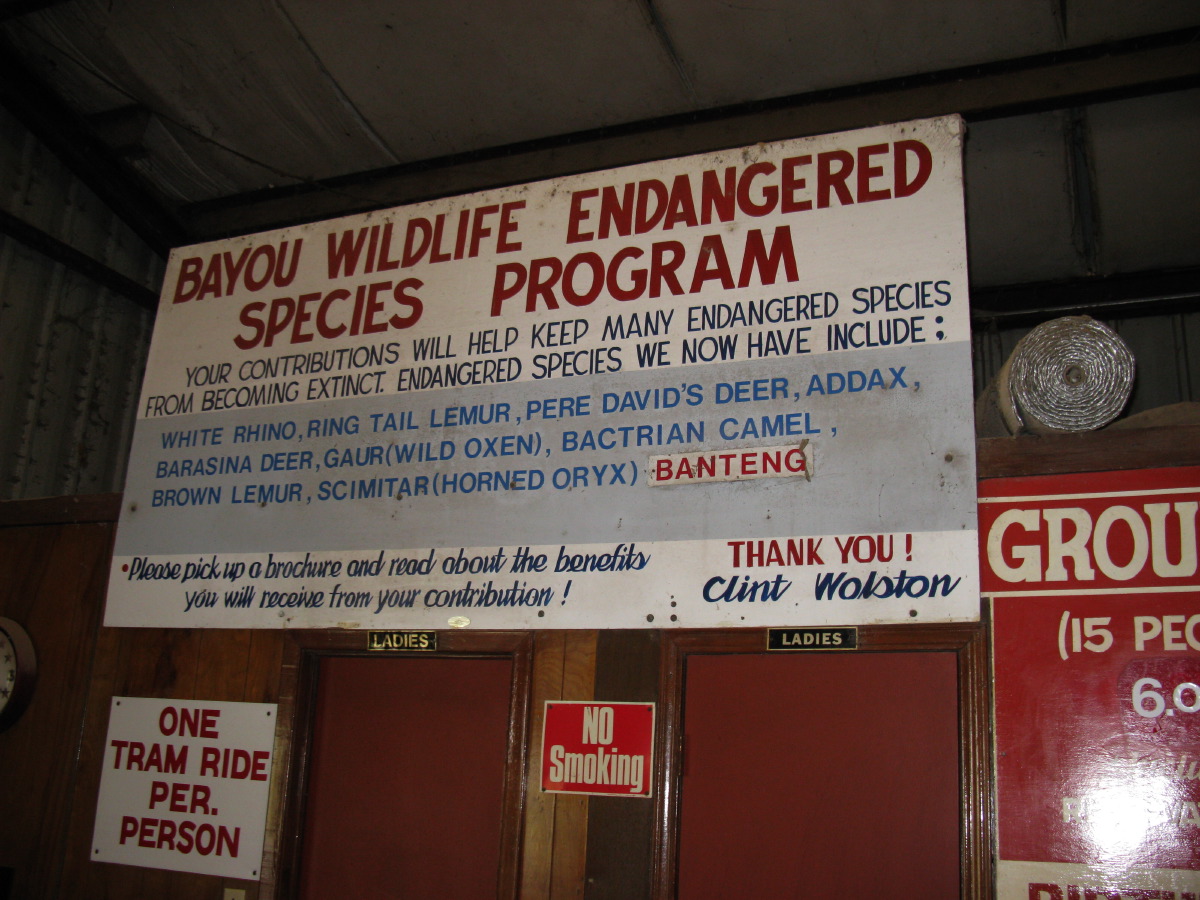 BAYOU WILDLIFE ENDANGERED
SPECIES PROGRAM
YOUR CONTRIBUTIONS WILL HELP KEEP MANY ENDANGERED SPECIES
FROM BECOMING EXTINCT. ENDANGERED SPECIES WE NOW HAVE INCLUDE:
WHITE RHINO, RING TAIL LEMUR, PERE DAVID'S DEER, ADDAX,
BARASINA DEER, GAUR (WILD OXEN), BACTRIAN CAMEL,
BROWN LEMUR, SCIMITAR (HORNED ORYX) BANTENG
•Please pick up a brochure and read about the benefits
you will receive from your contribution!
THANK YOU!
Clint Wolston
LADIES
LADIES
ONE
TRAM RIDE
PER.
PERSON
NO
Smoking
GROU
(15 PEO
6.0